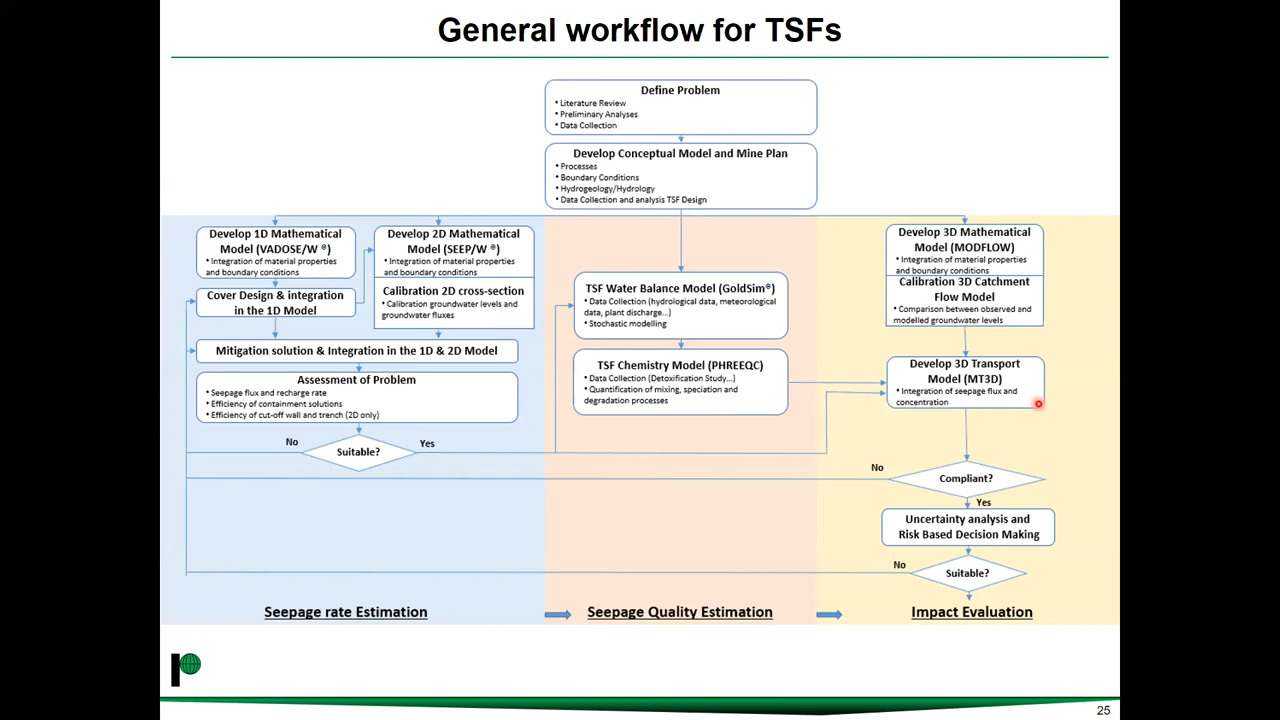 General workflow for TSFs
Define Problem
• Literature Review
• Preliminary Analyses
• Data Collection
Develop Conceptual Model and Mine Plan
• Processes
• Boundary Conditions
• Hydrogeology/Hydrology
• Data Collection and analysis TSF Design
Develop 1D Mathematical
Model (VADOSE/W ®)
• Integration of material properties
and boundary conditions
Cover Design & integration
in the 1D Model
Develop 2D Mathematical
Model (SEEP/W ®)
• Integration of material properties
and boundary conditions
Calibration 2D cross-section
• Calibration groundwater levels and
groundwater fluxes
Mitigation solution & Integration in the 1D & 2D Model
Assessment of Problem
• Seepage flux and recharge rate
• Efficiency of containment solutions
• Efficiency of cut-off wall and trench (2D only)
No
Suitable?
Yes
Seepage rate Estimation
TSF Water Balance Model (GoldSim®)
• Data Collection (hydrological data, meteorological
data, plant discharge...)
• Stochastic modelling
TSF Chemistry Model (PHREEQC)
• Data Collection (Detoxification Study...)
• Quantification of mixing, speciation and
degradation processes
Seepage Quality Estimation
Develop 3D Mathematical
Model (MODFLOW)
• Integration of material properties
and boundary conditions
Calibration 3D Catchment
Flow Model
• Comparison between observed and
modelled groundwater levels
Develop 3D Transport
Model (MT3D)
• Integration of seepage flux and
concentration
No
Compliant?
Yes
Uncertainty analysis and
Risk Based Decision Making
No
Suitable?
Impact Evaluation
25